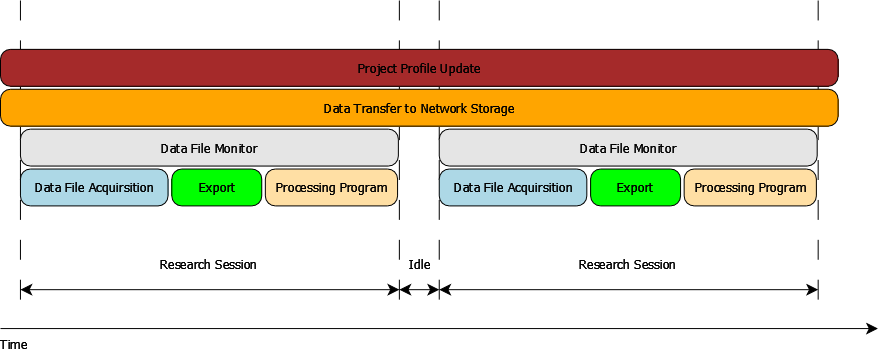 Project Profile Update
Data Transfer to Network Storage
Data File Monitor
Data File Monitor
Data File Acquirsition
Export
Processing Program
Data File Acquirsition
Export
Processing Program
Research Session
Idle
Research Session
Time